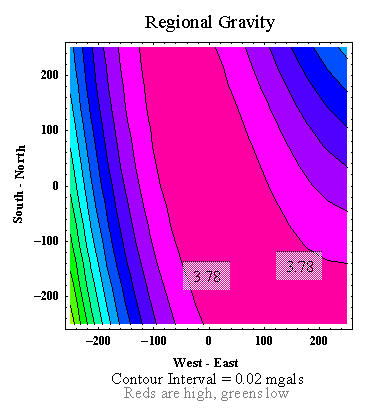 Regional Gravity
200
100
0
−100
−200
South - North
3.78
3.78
−200
−100
0
100
200
West - East
Contour Interval = 0.02 mgals
Reds are high, greens low